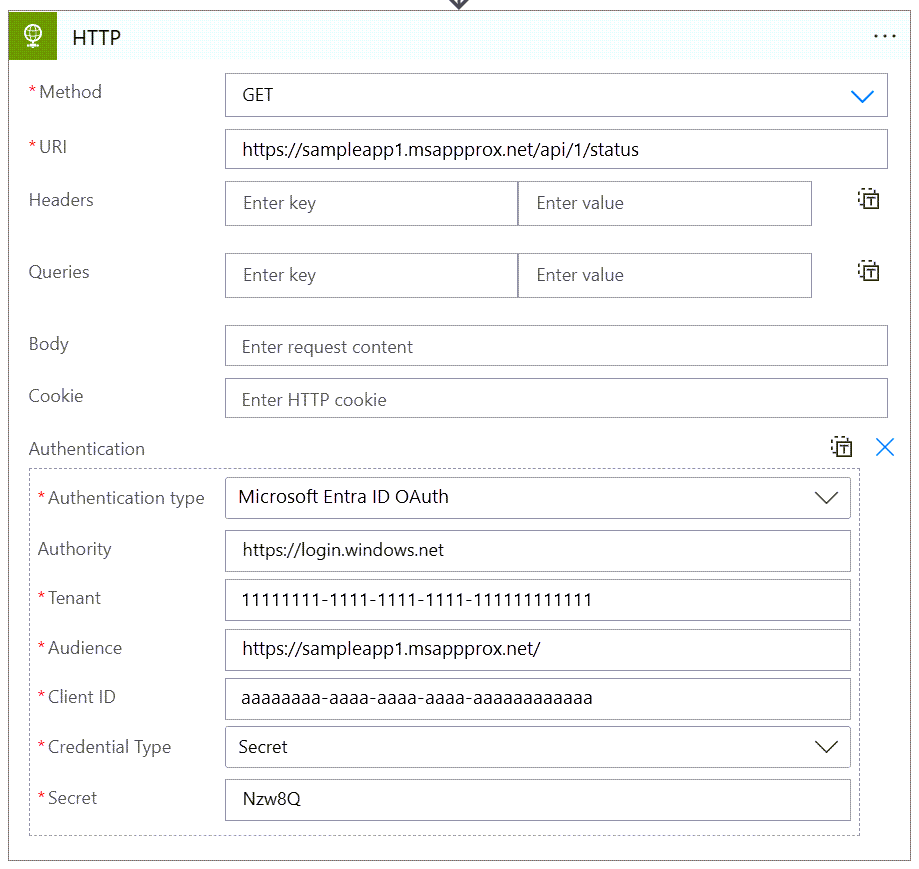 HTTP
* Method GET
* URI https://sampleapp1.msappprox.net/api/1/status
Headers Enter key Enter value
Queries Enter key Enter value
Body Enter request content
Cookie Enter HTTP cookie
Authentication
* Authentication type Microsoft Entra ID OAuth
Authority https://login.windows.net
* Tenant 11111111-1111-1111-1111-111111111111
* Audience https://sampleapp1.msappprox.net/
* Client ID aaaaaaaa-aaaa-aaaa-aaaa-aaaaaaaaaaaa
* Credential Type Secret
* Secret Nzw8Q